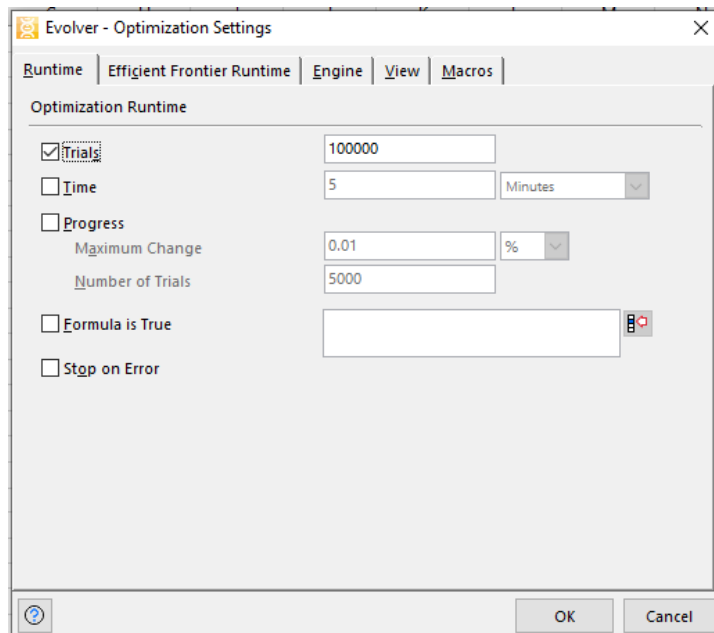 Evolver - Optimization Settings
Runtime Efficient Frontier Runtime Engine View Macros
Optimization Runtime
Trials 100000
Time 5 Minutes
Progress
Maximum Change 0.01 %
Number of Trials 5000
Formula is True
Stop on Error
OK Cancel